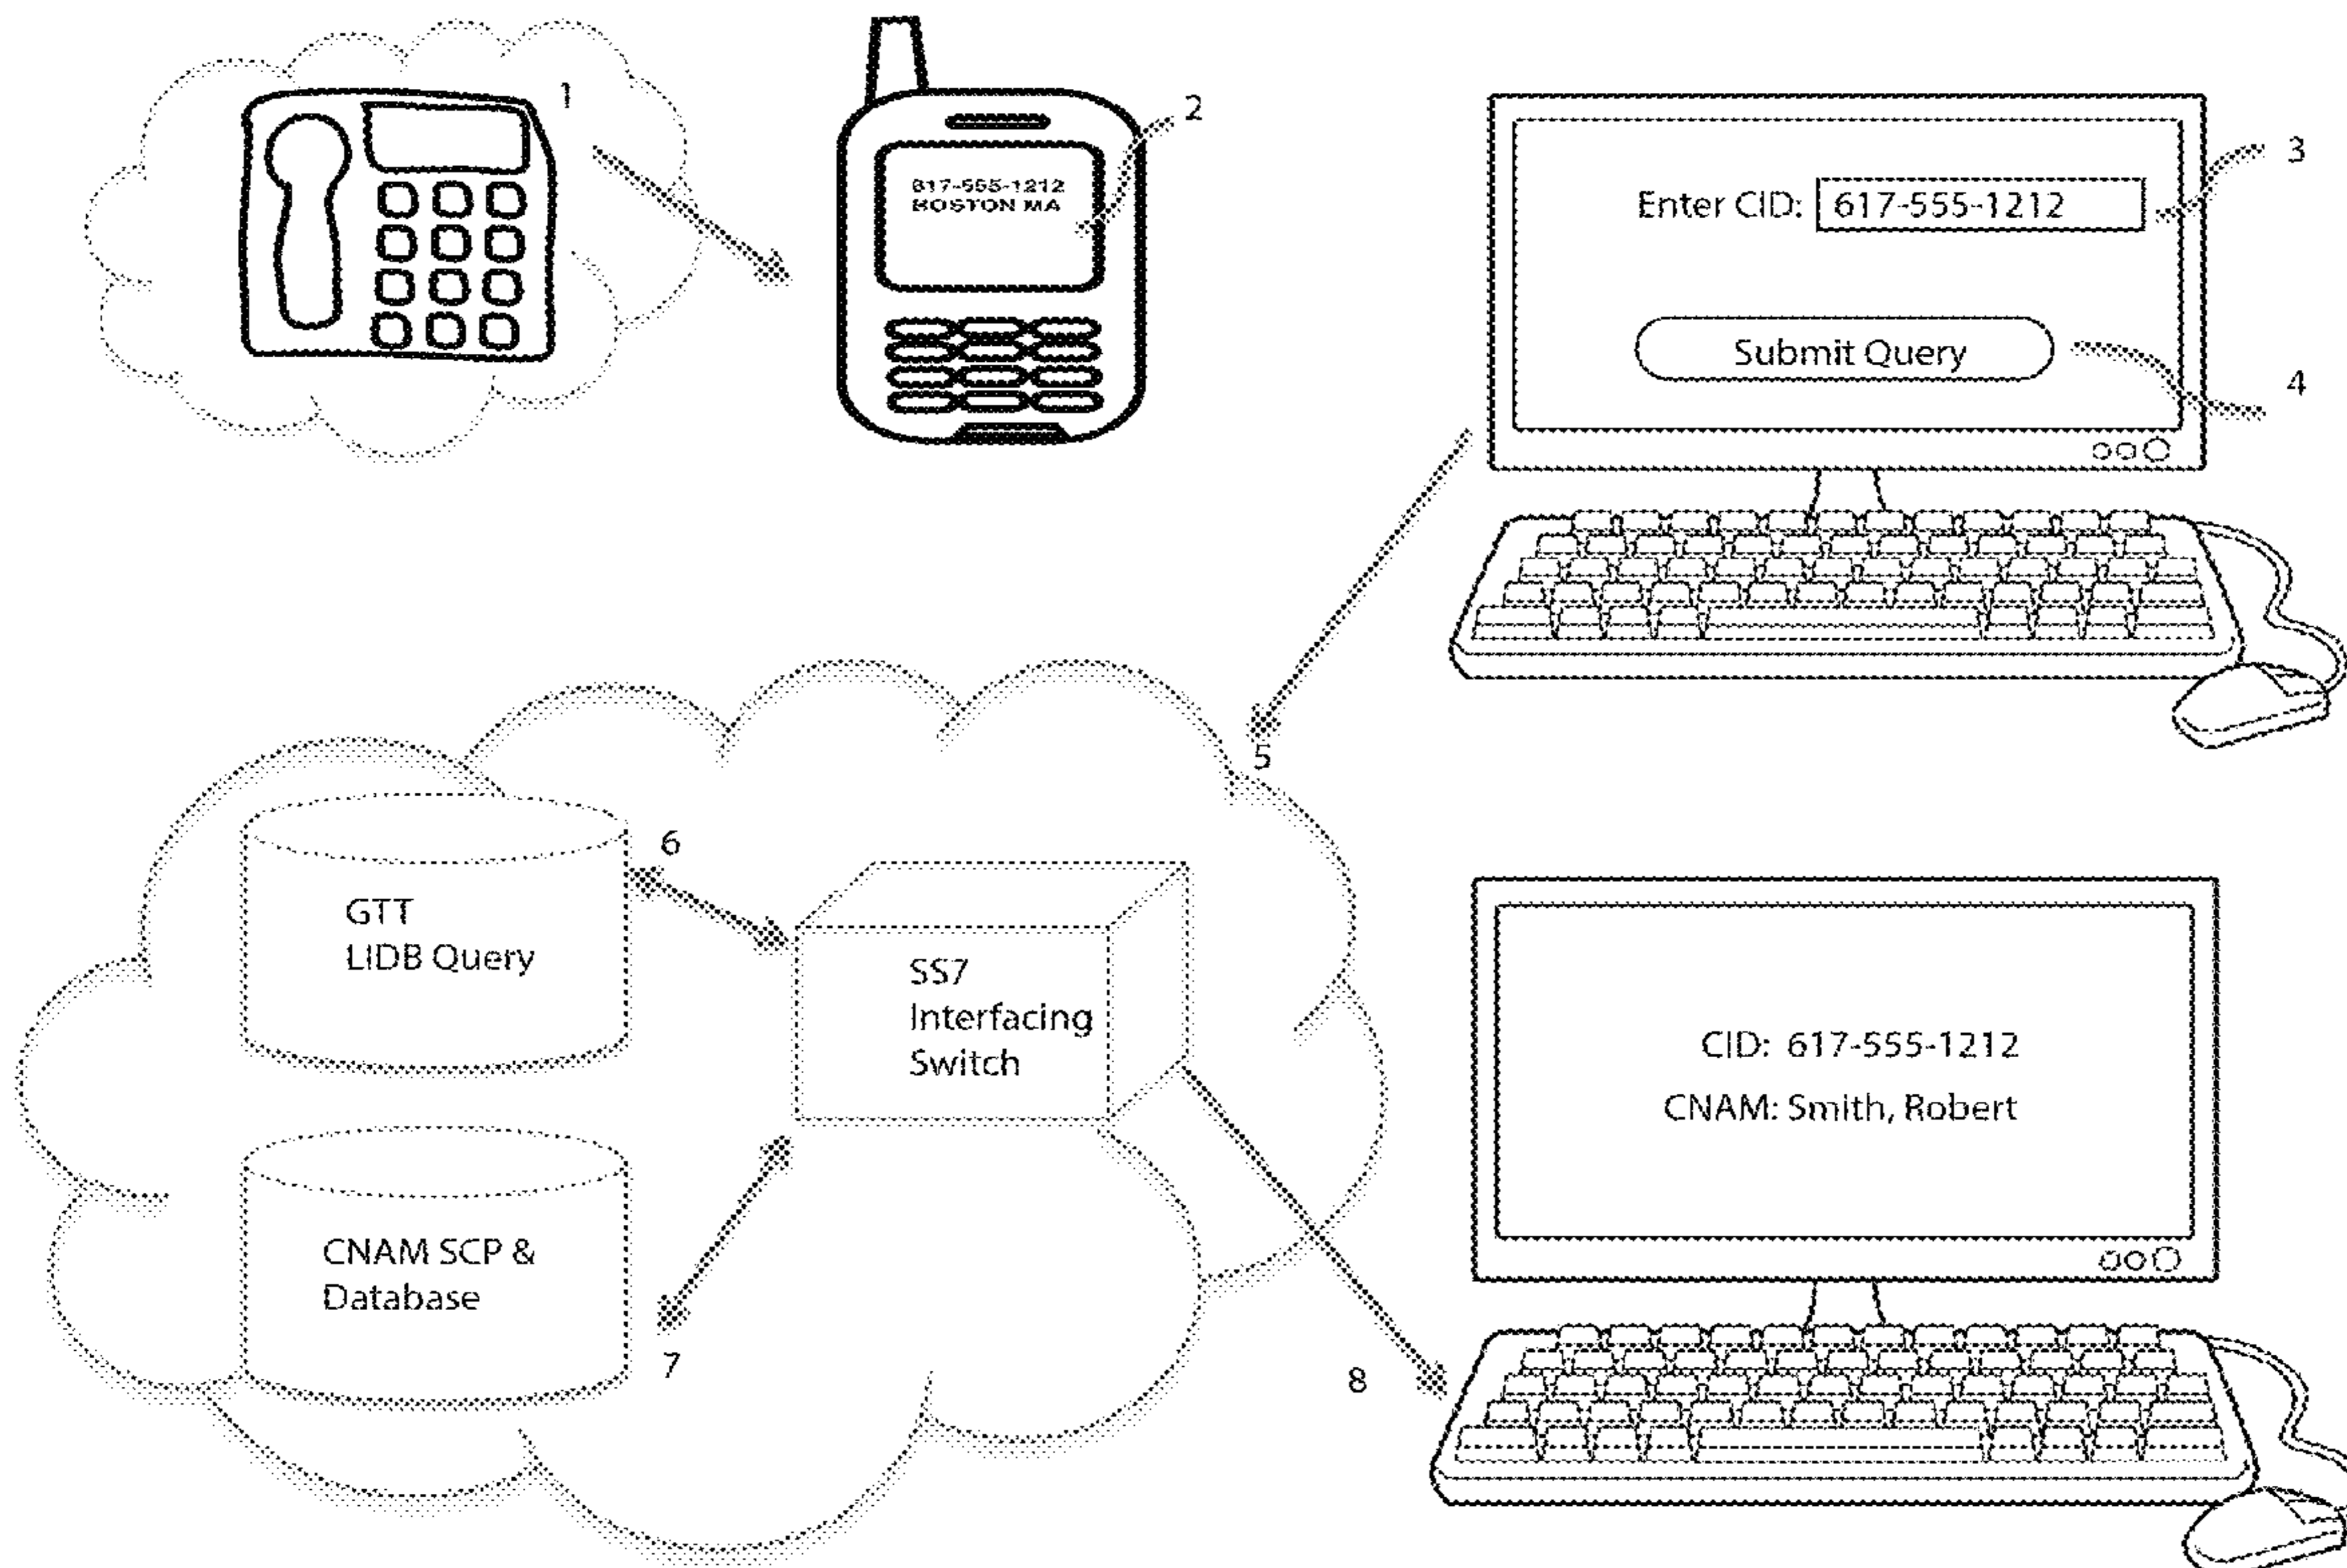 1
2
617-555-1212
BOSTON MA
3
Enter CID: 617-555-1212
Submit Query
4
5
6
GTT
LIDB Query
SS7
Interfacing
Switch
CID: 617-555-1212
CNAM: Smith, Robert
CNAM SCP &
Database
7
8